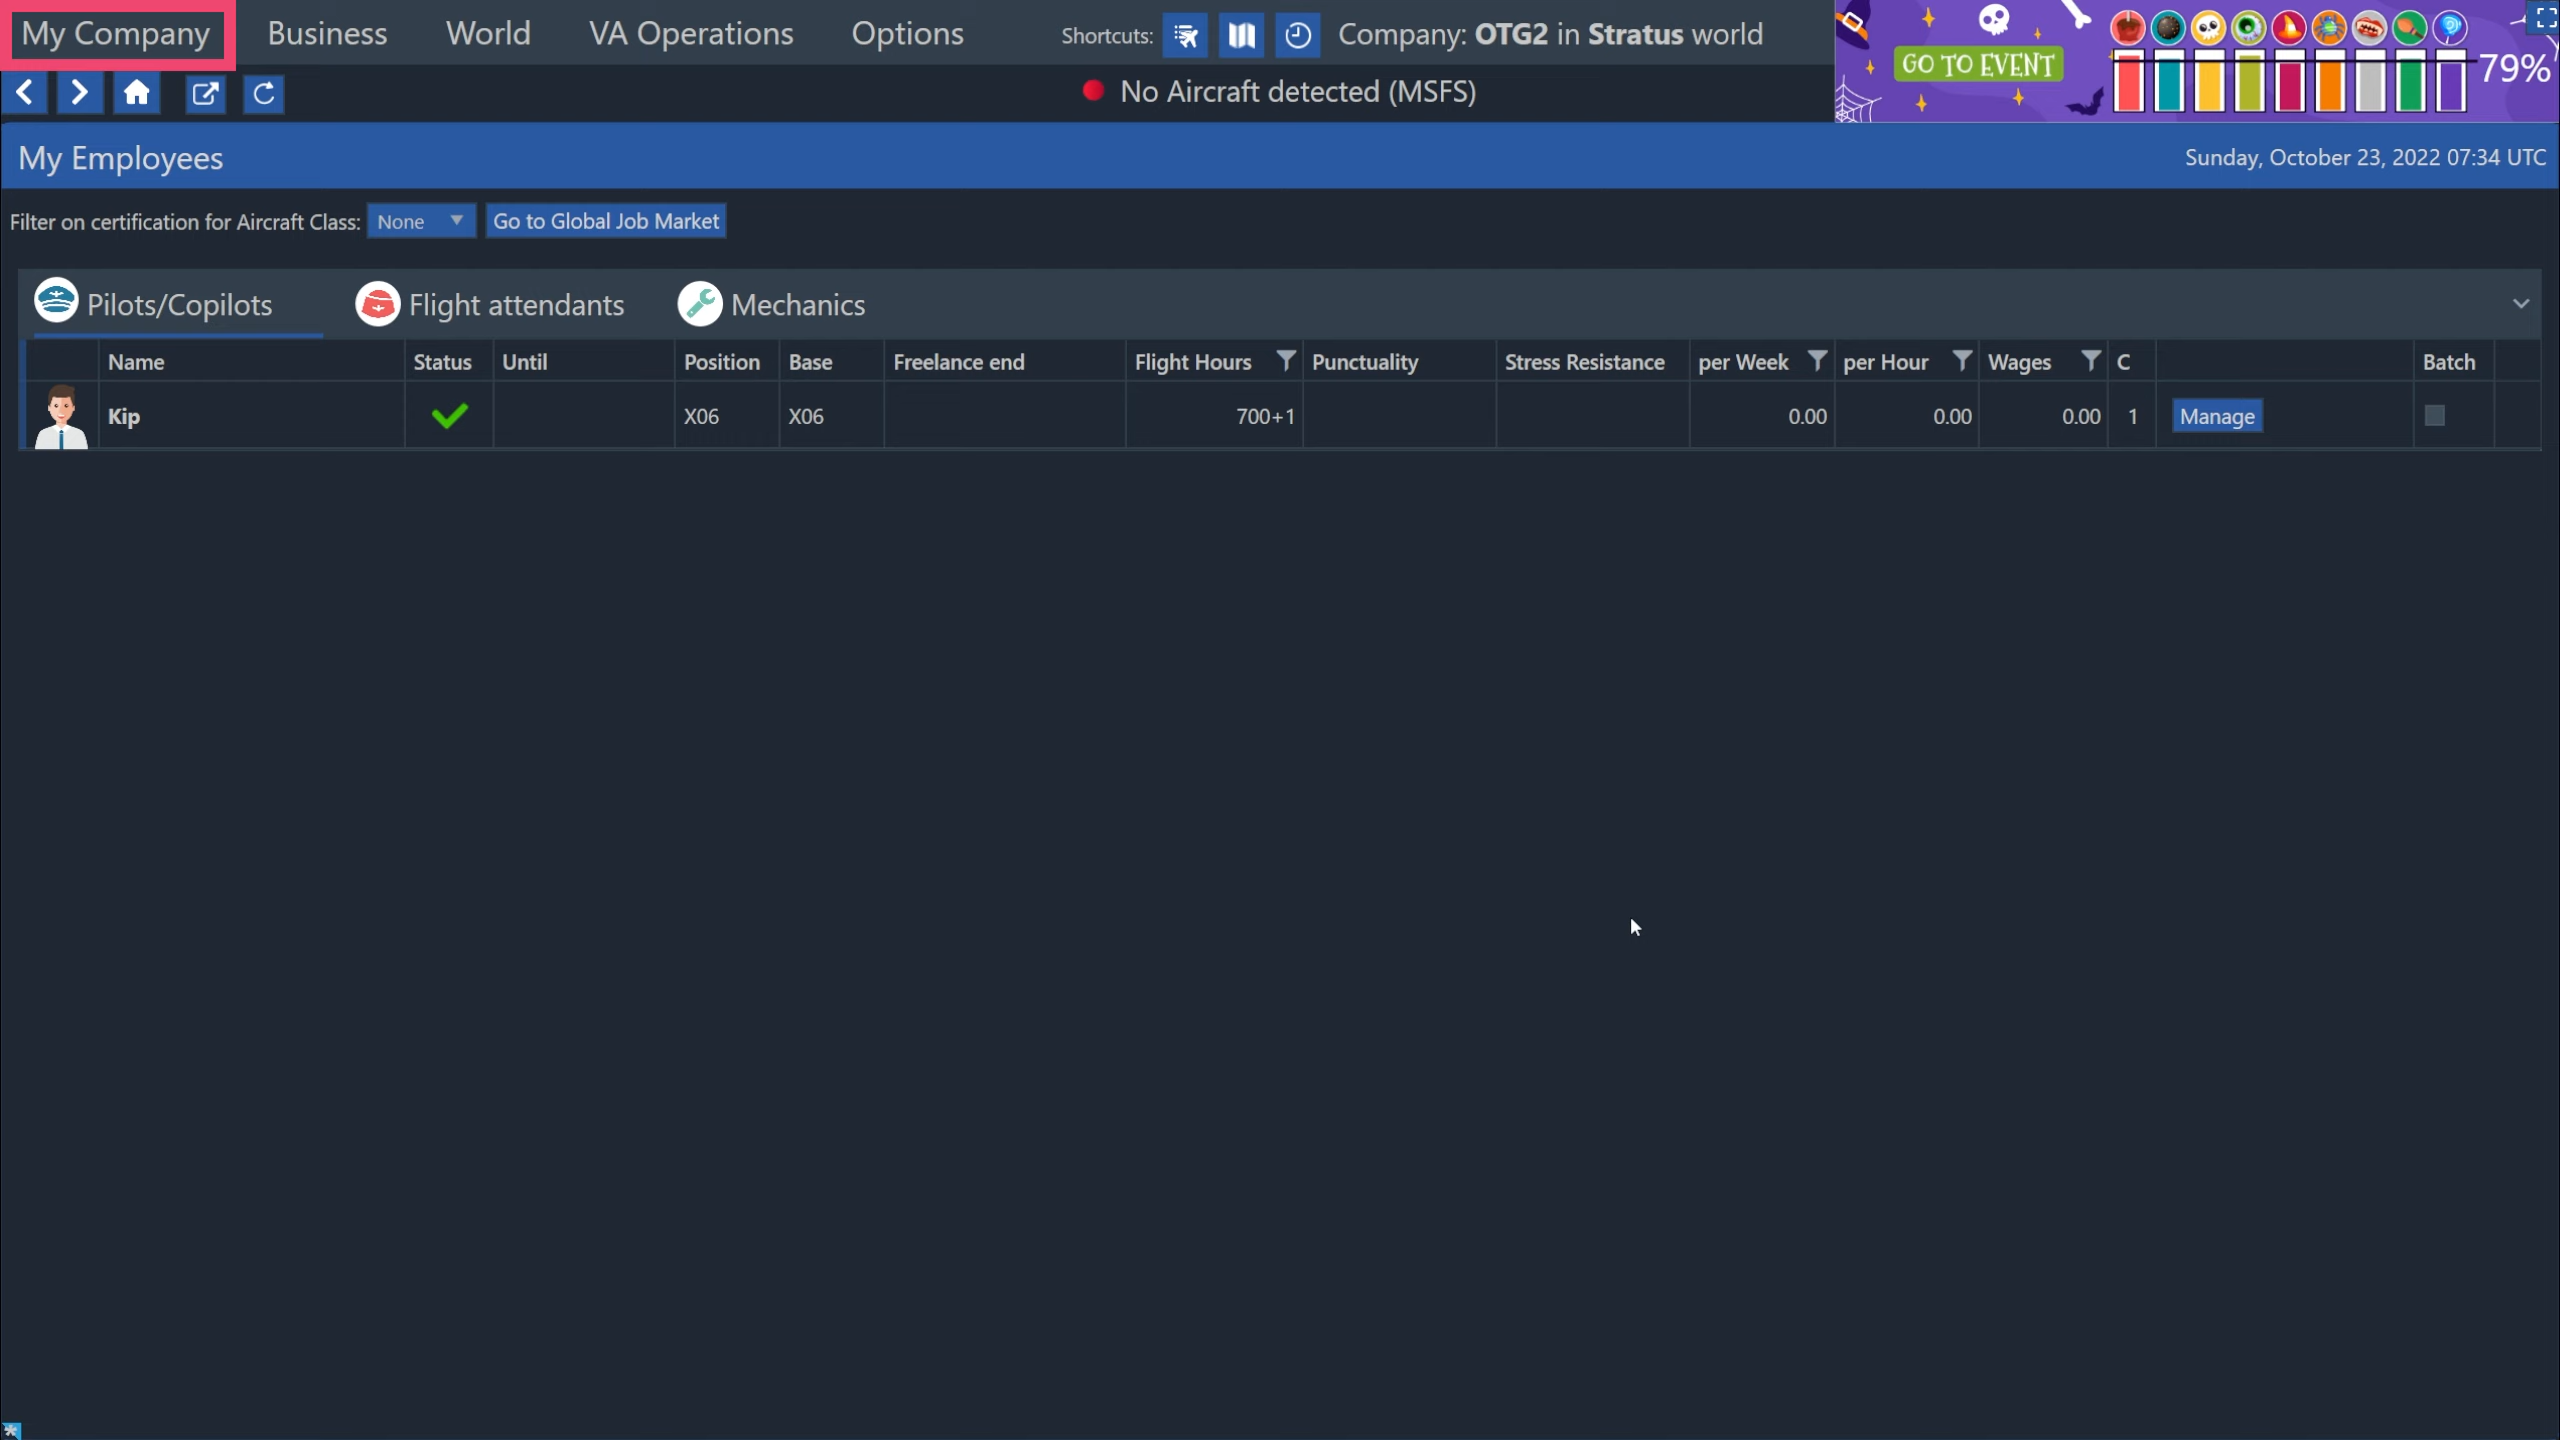 My Company Business World VA Operations Options Shortcuts: Company: OTG2 in Stratus world
GO TO EVENT 79%
No Aircraft detected (MSFS)
My Employees Sunday, October 23, 2022 07:34 UTC
Filter on certification for Aircraft Class: None Go to Global Job Market
Pilots/Copilots Flight attendants Mechanics
Name Status Until Position Base Freelance end Flight Hours Punctuality Stress Resistance per Week per Hour Wages C Batch
Kip X06 X06 700+1 0.00 0.00 0.00 1 Manage